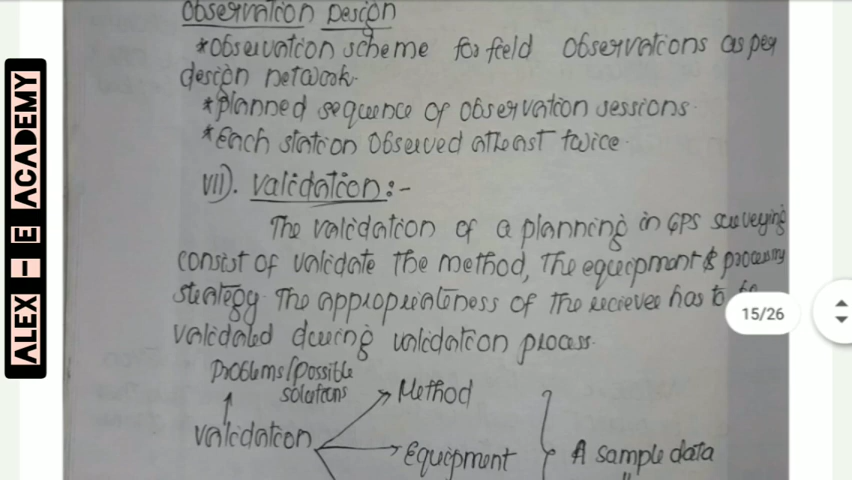 Observation Design
*Observation scheme for field observations as per
design network.
*Planned sequence of observation sessions.
*Each station observed atleast twice.
VII). Validation:-
The validation of a planning in GPS surveying
consist of validate the method, The equipment & processing
strategy. The appropriateness of the reciever has to be
validated during validation process.
Problems/possible
solutions
Method
validation
Equipment
A sample data
15/26
ALEX - E ACADEMY